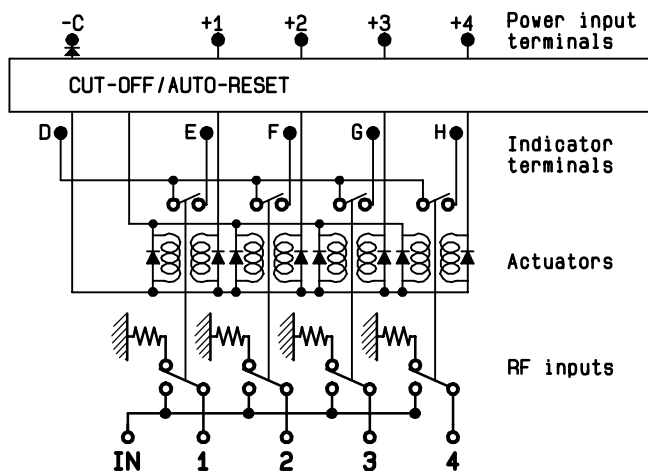 -C +1 +2 +3 +4 Power input
terminals
CUT-OFF/AUTO-RESET
D E F G H Indicator
terminals
Actuators
RF inputs
IN 1 2 3 4